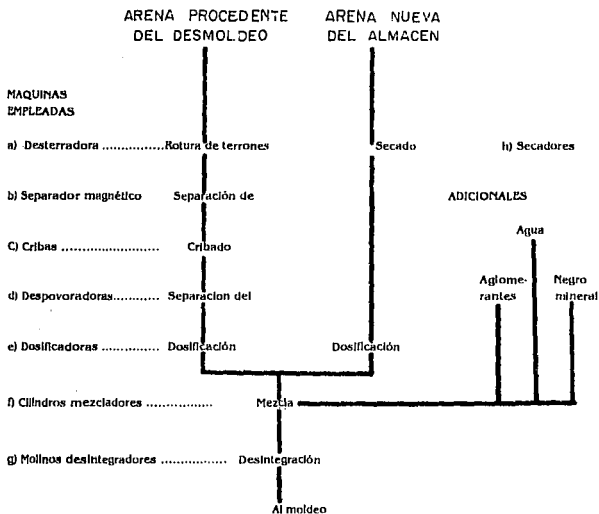 ARENA PROCEDENTE
DEL DESMOLDEO
ARENA NUEVA
DEL ALMACEN
MAQUINAS
EMPLEADAS
a) Desterradora ............... Rotura de terrones
Secado
h) Secadores
b) Separador magnético
Separación de
ADICIONALES
Agua
C) Cribas ........................
Cribado
Aglome-
rantes
Negro
mineral
d) Despovoradoras...........
Separacion del
e) Dosificadoras ...............
Dosificación
Dosificación
f) Cilindros mezcladores .................
Mezcla
g) Molinos desintegradores .................
Desintegración
Al moldeo